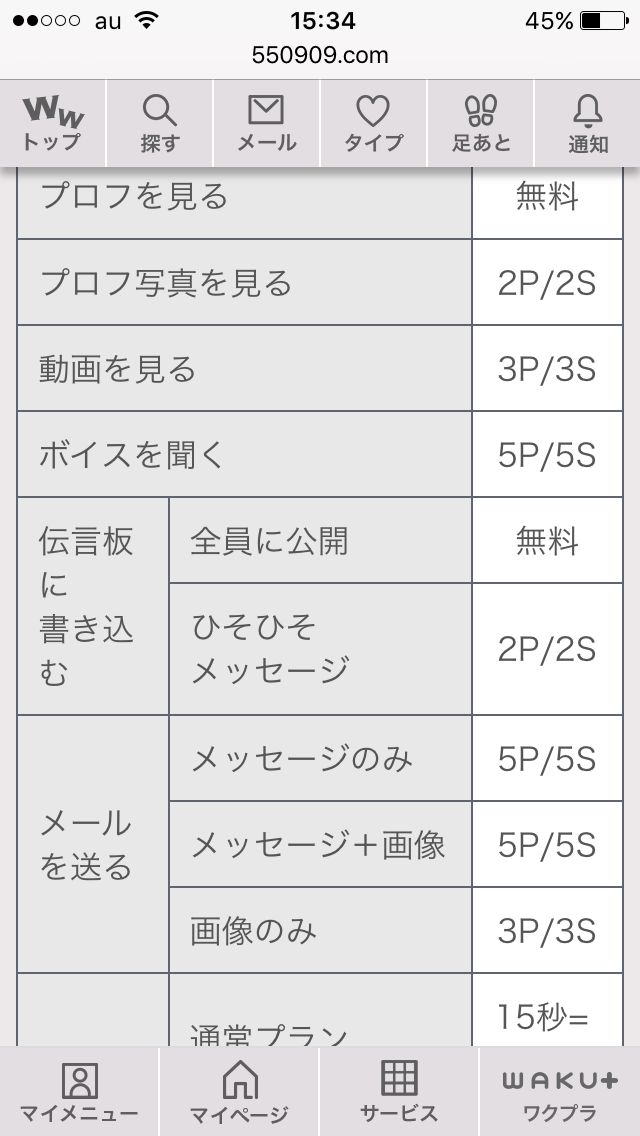 au
15:34
45%
550909.com
WW
トップ
探す
メール
タイプ
足あと
通知
プロフを見る
無料
プロフ写真を見る
2P/2S
動画を見る
3P/3S
ボイスを聞く
5P/5S
伝言板
に
書き込
む
全員に公開
無料
ひそひそ
メッセージ
2P/2S
メール
を送る
メッセージのみ
5P/5S
メッセージ＋画像
5P/5S
画像のみ
3P/3S
通常プラン
15秒=
マイメニュー
マイページ
サービス
WAKU+
ワクプラ